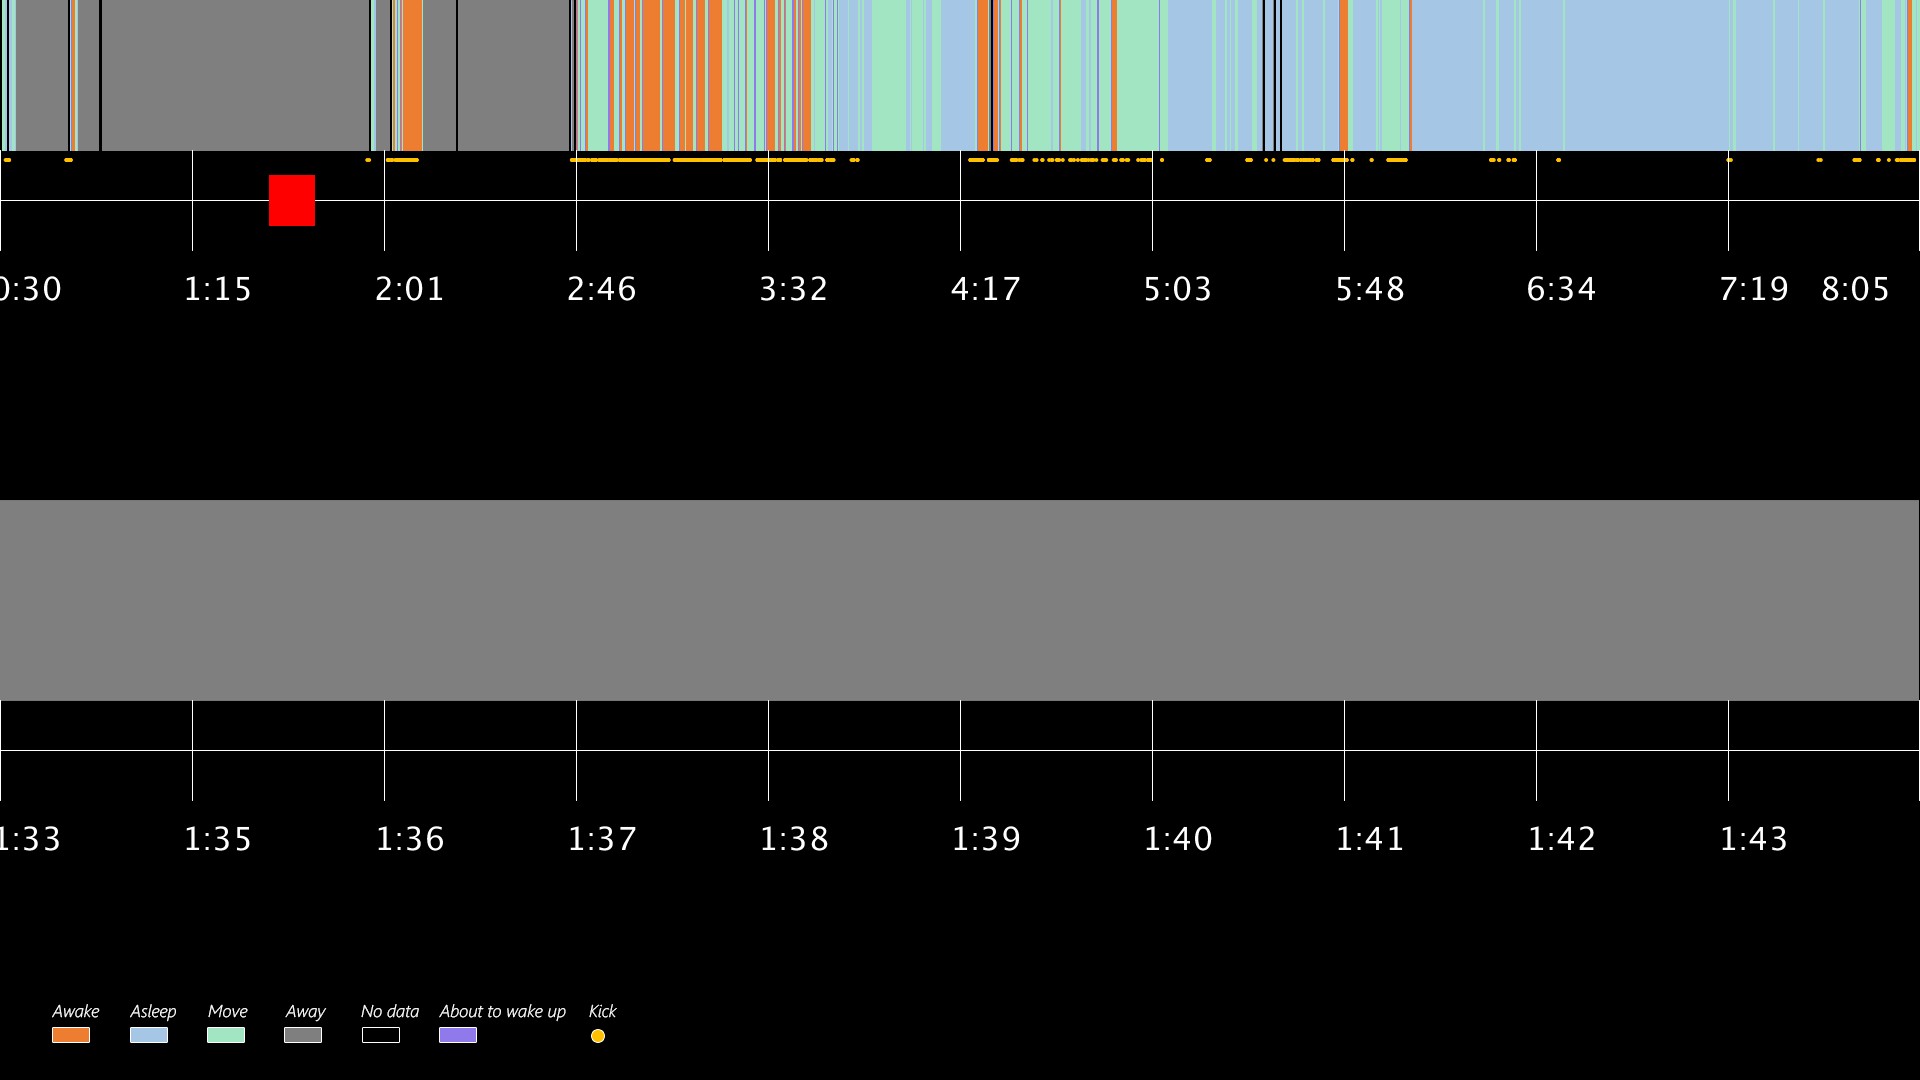 0:30 1:15 2:01 2:46 3:32 4:17 5:03 5:48 6:34 7:19 8:05
1:33 1:35 1:36 1:37 1:38 1:39 1:40 1:41 1:42 1:43
Awake Asleep Move Away No data About to wake up Kick